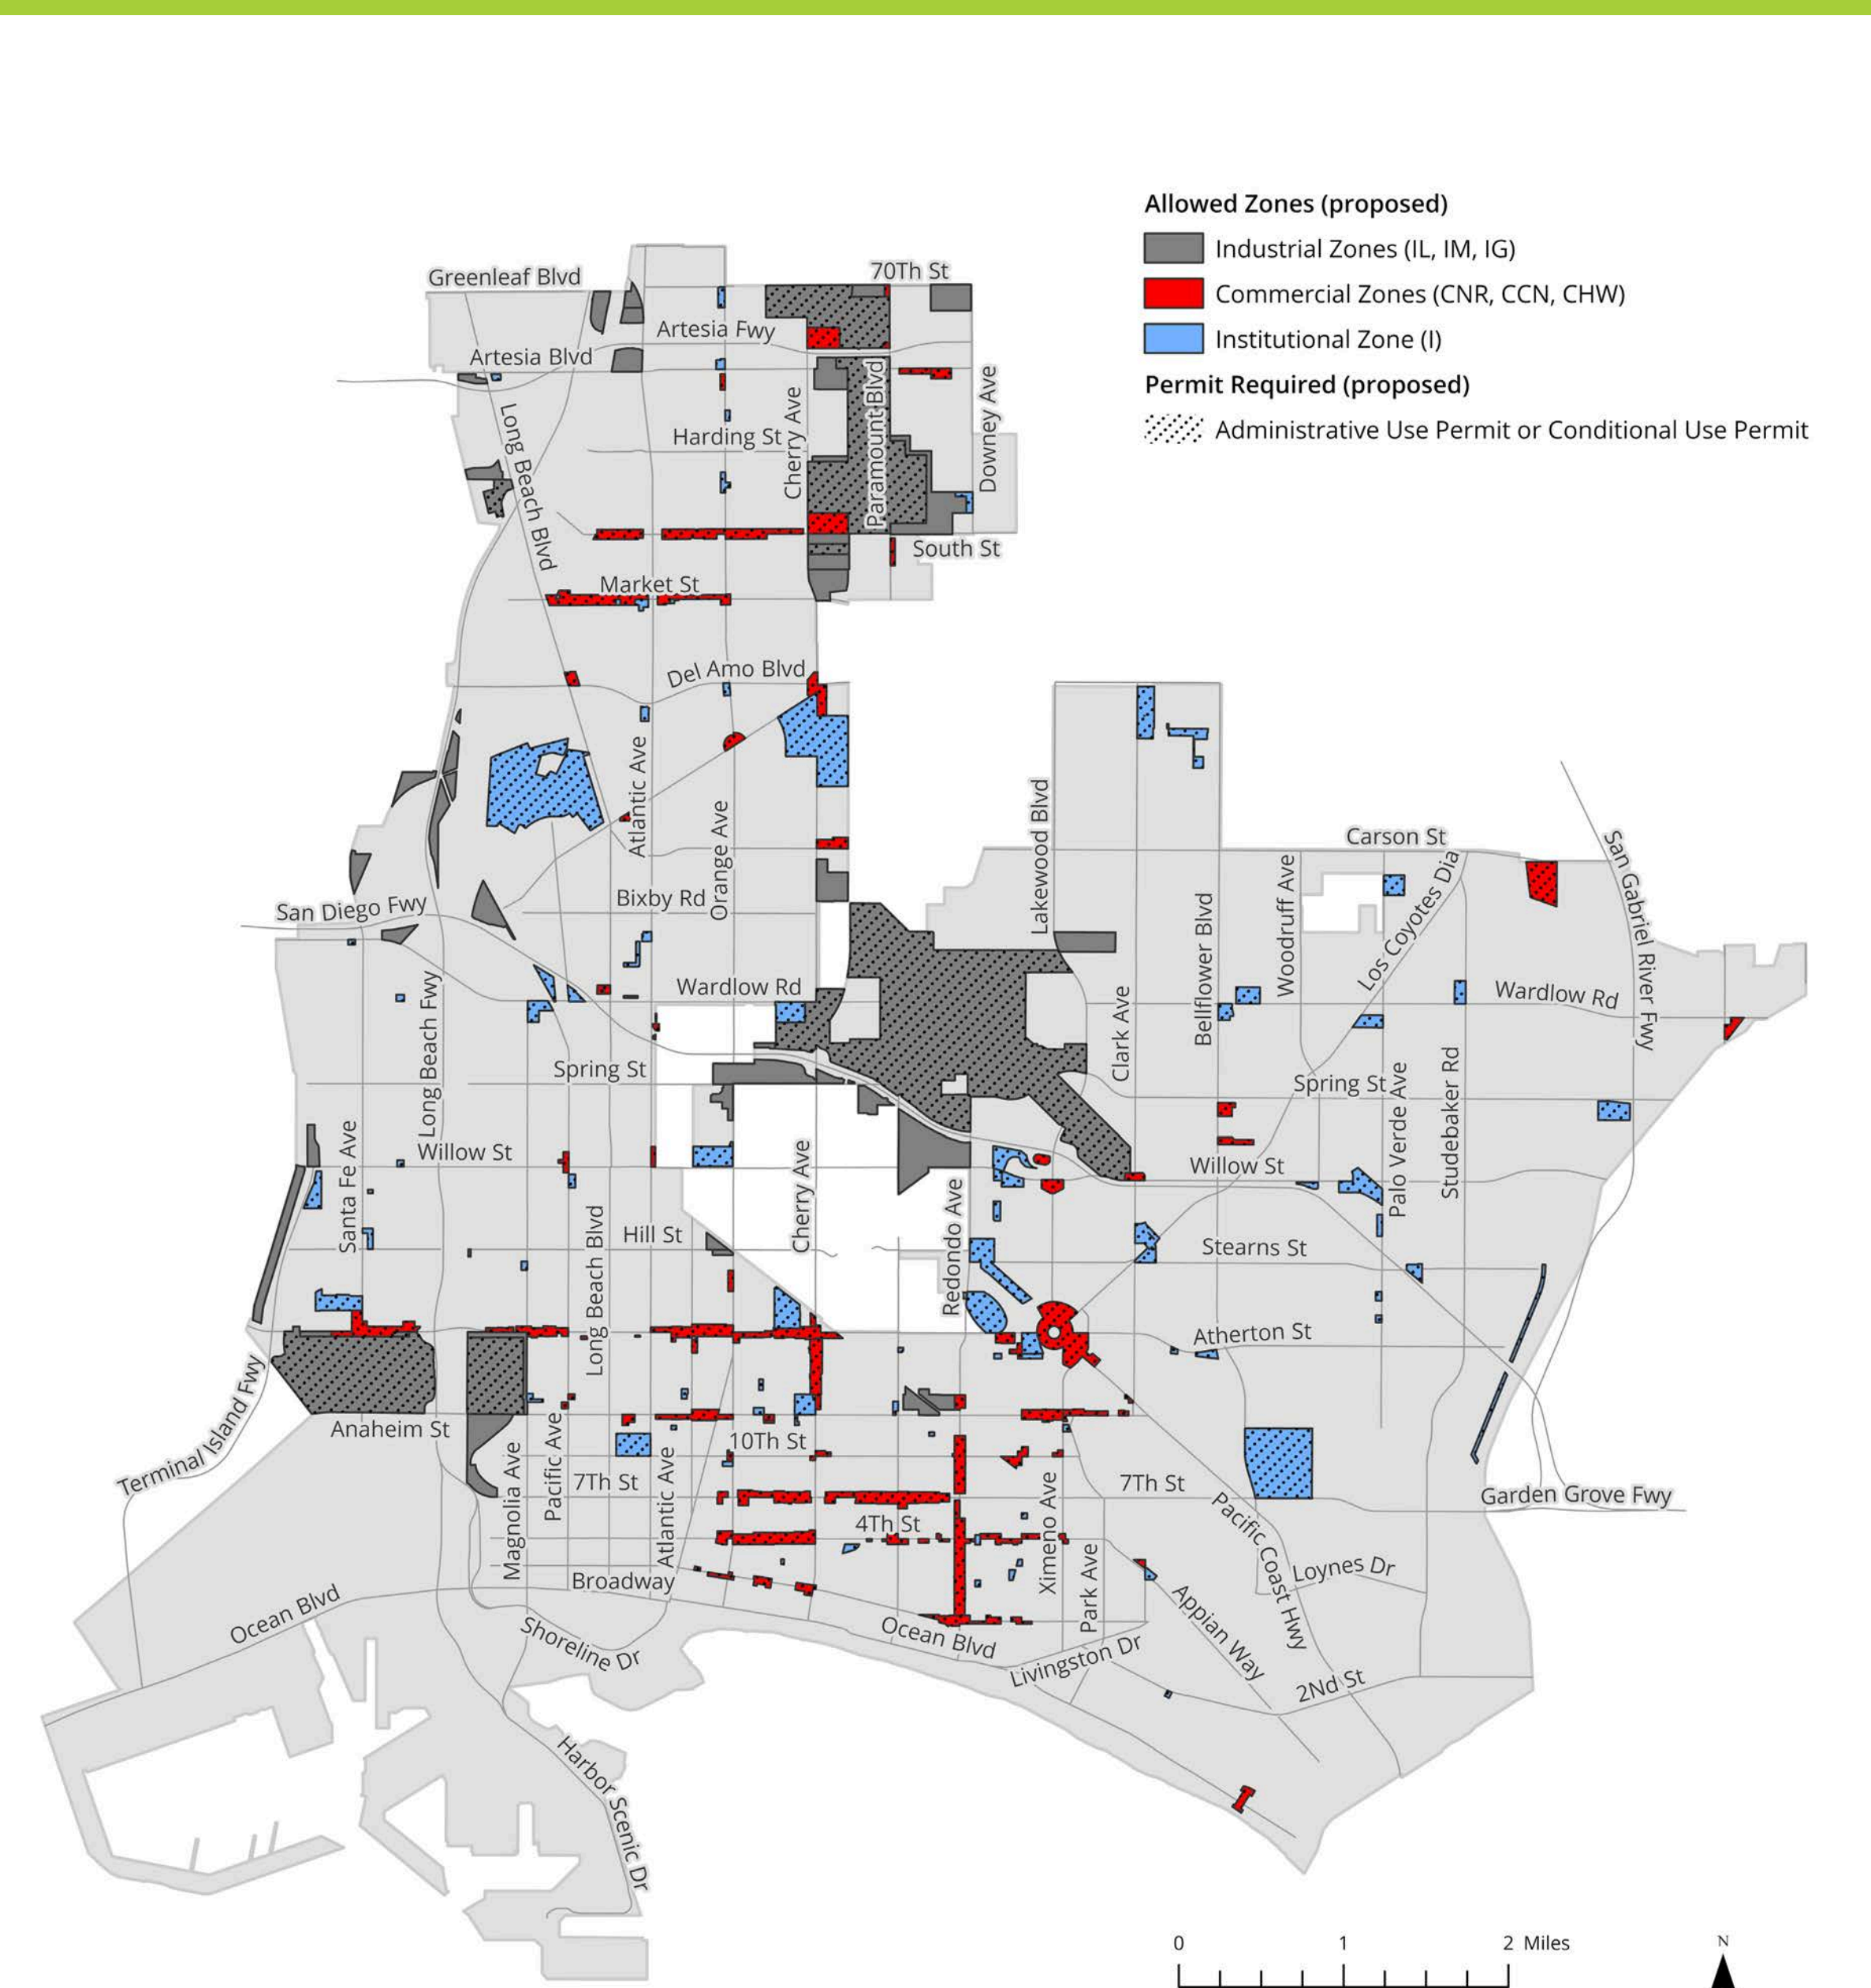 Allowed Zones (proposed)
Industrial Zones (IL, IM, IG)
Commercial Zones (CNR, CCN, CHW)
Institutional Zone (I)
Permit Required (proposed)
Administrative Use Permit or Conditional Use Permit
Greenleaf Blvd
70Th St
Artesia Fwy
Artesia Blvd
Long Beach Blvd
Harding St
Cherry Ave
Paramount Blvd
Downey Ave
South St
Market St
Del Amo Blvd
Atlantic Ave
Orange Ave
Lakewood Blvd
Carson St
Woodruff Ave
Los Coyotes Dia
San Gabriel River Fwy
Bixby Rd
San Diego Fwy
Bellflower Blvd
Wardlow Rd
Wardlow Rd
Long Beach Fwy
Clark Ave
Spring St
Spring St
Palo Verde Ave
Studebaker Rd
Santa Fe Ave
Willow St
Cherry Ave
Willow St
Redondo Ave
Long Beach Blvd
Hill St
Stearns St
Atherton St
Terminal Island Fwy
Anaheim St
Magnolia Ave
Pacific Ave
7Th St
Atlantic Ave
10Th St
4Th St
Ximeno Ave
7Th St
Garden Grove Fwy
Pacific Coast Hwy
Loynes Dr
Park Ave
Broadway
Ocean Blvd
Shoreline Dr
Ocean Blvd
Livingston Dr
Appian Way
2Nd St
Harbor Scenic Dr
0 1 2 Miles
N